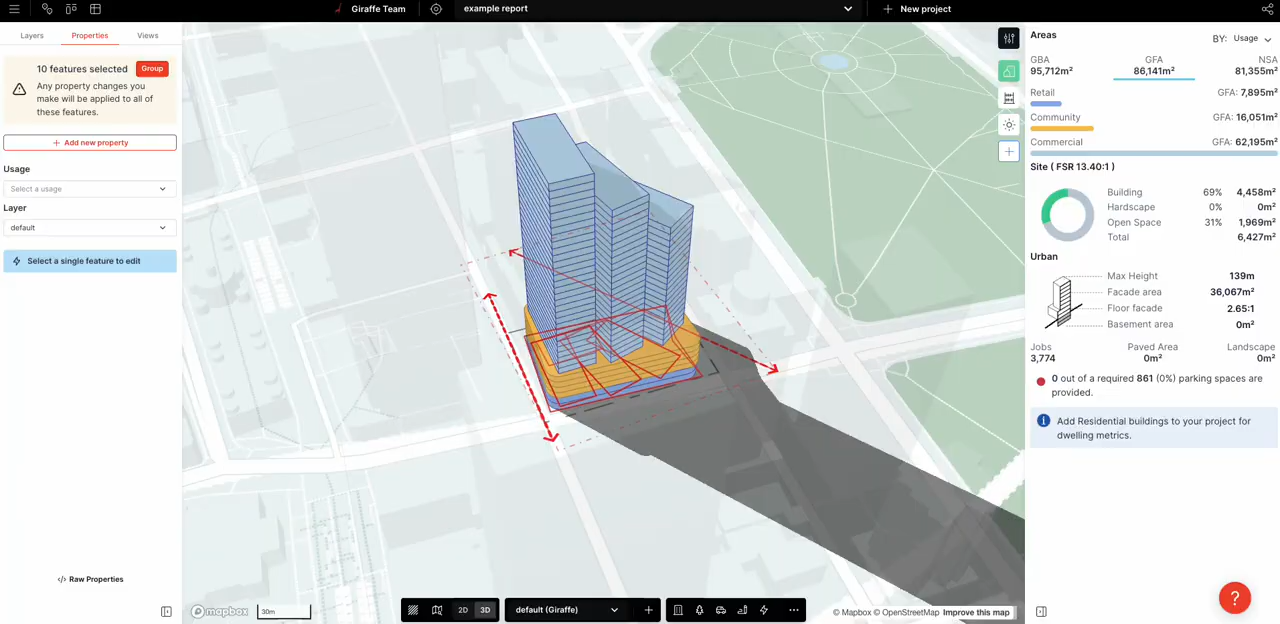 Giraffe Team
example report
New project
Layers
Properties
Views
10 features selected
Group
Any property changes you
make will be applied to all of
these features.
+ Add new property
Usage
Select a usage
Layer
default
Select a single feature to edit
</> Raw Properties
mapbox
30m
2D
3D
default (Giraffe)
© Mapbox © OpenStreetMap Improve this map
Areas
BY: Usage
GBA
GFA
NSA
95,712m²
86,141m²
81,355m²
Retail
GFA: 7,895m²
Community
GFA: 16,051m²
Commercial
GFA: 62,195m²
Site ( FSR 13.40:1 )
Building 69% 4,458m²
Hardscape 0% 0m²
Open Space 31% 1,969m²
Total 6,427m²
Urban
Max Height 139m
Facade area 36,067m²
Floor facade 2.65:1
Basement area 0m²
Jobs Paved Area Landscape
3,774 0m² 0m²
0 out of a required 861 (0%) parking spaces are
provided.
Add Residential buildings to your project for
dwelling metrics.
?